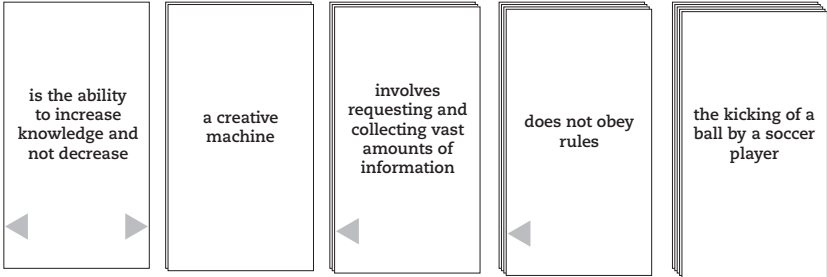 is the ability
to increase
knowledge and
not decrease
a creative
machine
involves
requesting and
collecting vast
amounts of
information
does not obey
rules
the kicking of a
ball by a soccer
player